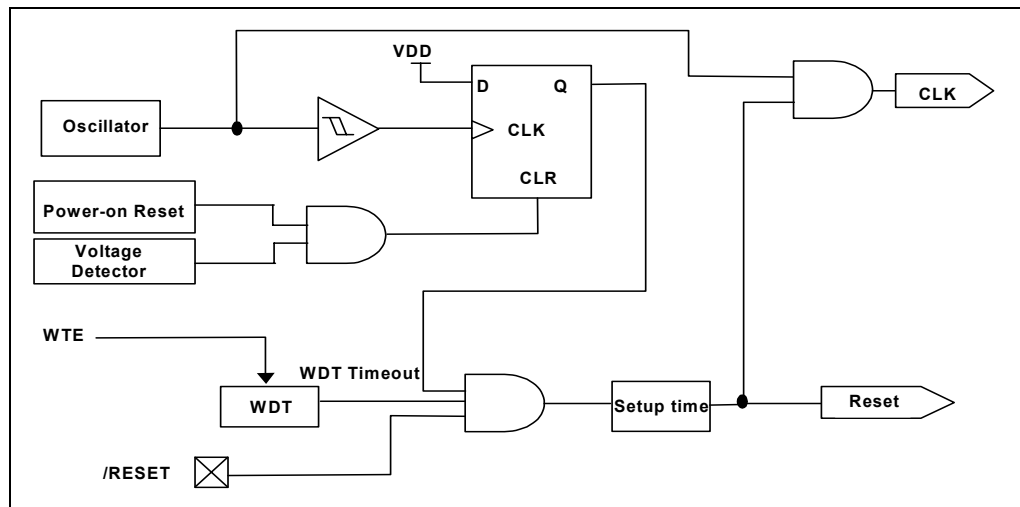 VDD
D Q
CLK
CLR
CLK
Oscillator
Power-on Reset
Voltage
Detector
WTE
WDT Timeout
WDT
Setup time
Reset
/RESET